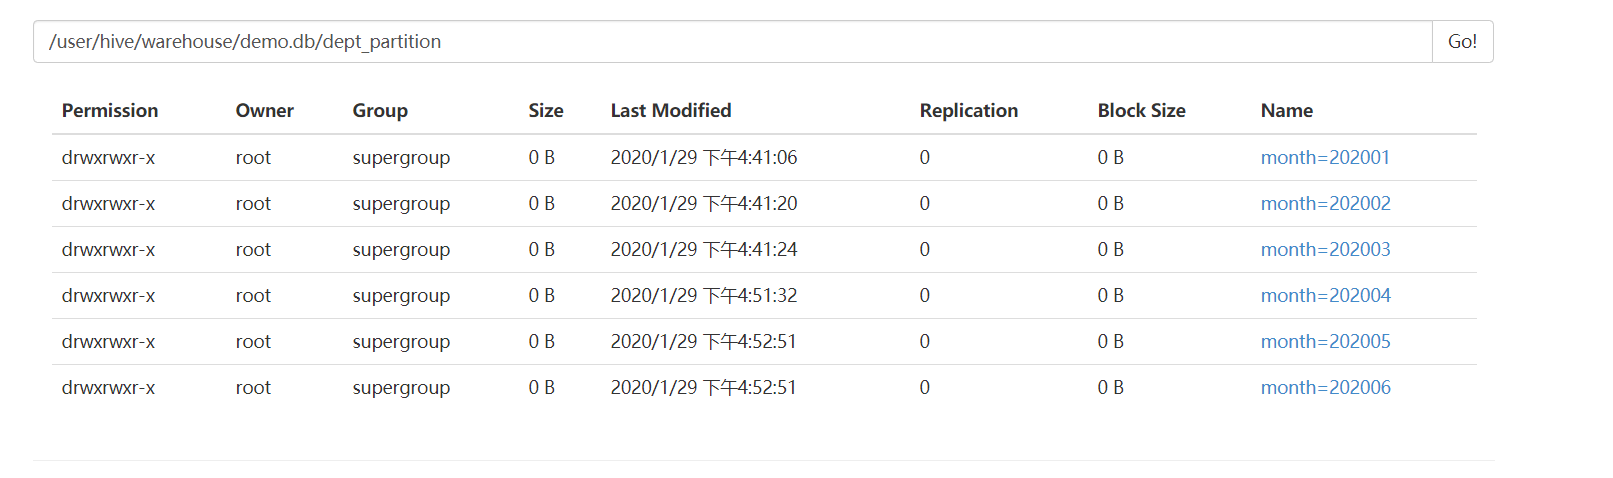 /user/hive/warehouse/demo.db/dept_partition Go!
Permission Owner Group Size Last Modified Replication Block Size Name
drwxrwxr-x root supergroup 0 B 2020/1/29 下午4:41:06 0 0 B month=202001
drwxrwxr-x root supergroup 0 B 2020/1/29 下午4:41:20 0 0 B month=202002
drwxrwxr-x root supergroup 0 B 2020/1/29 下午4:41:24 0 0 B month=202003
drwxrwxr-x root supergroup 0 B 2020/1/29 下午4:51:32 0 0 B month=202004
drwxrwxr-x root supergroup 0 B 2020/1/29 下午4:52:51 0 0 B month=202005
drwxrwxr-x root supergroup 0 B 2020/1/29 下午4:52:51 0 0 B month=202006